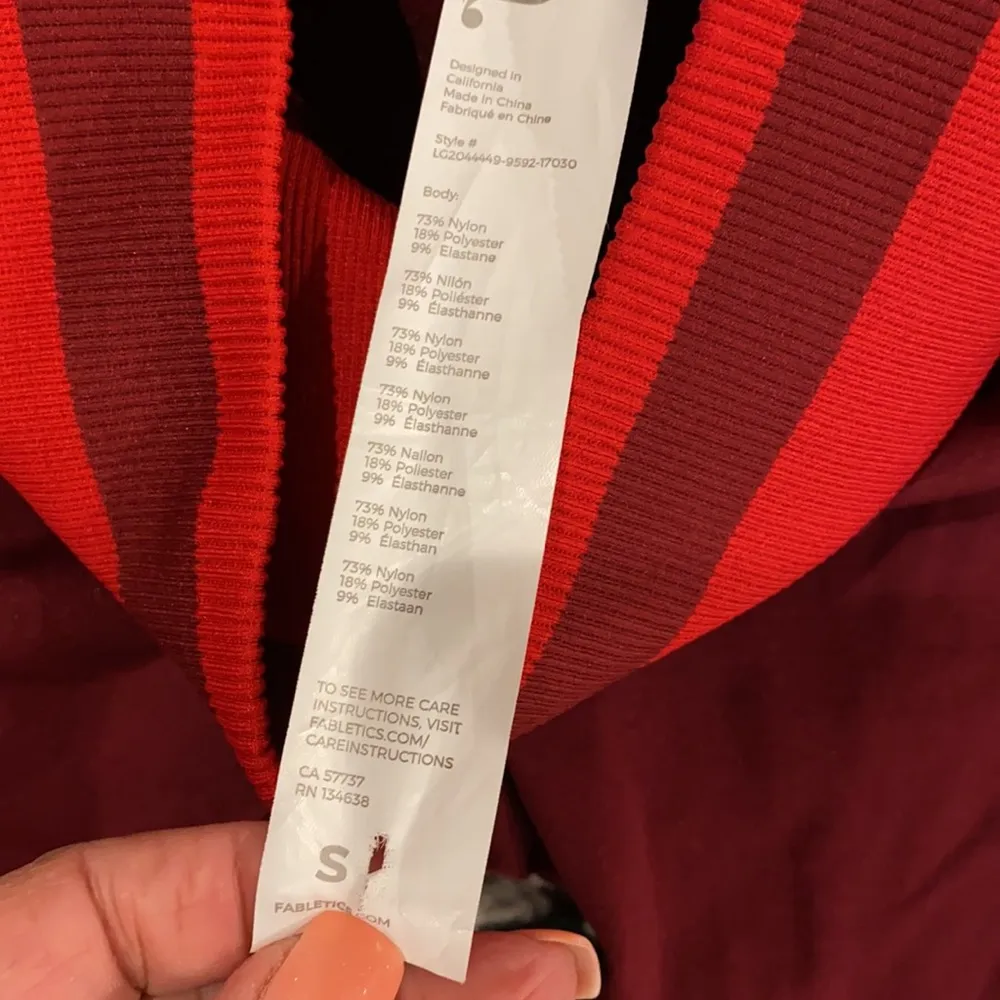 Designed in
California
Made in China
Fabriqué en Chine
Style #
LG2044449-9592-17030
Body:
73% Nylon
18% Polyester
9% Elastane
73% Nilón
18% Poliéster
9% Élasthanne
73% Nylon
18% Polyester
9% Élasthanne
73% Nylon
18% Polyester
9% Élasthanne
73% Nailon
18% Poliester
9% Élasthanne
73% Nylon
18% Polyester
9% Élasthan
73% Nylon
18% Polyester
9% Elastaan
TO SEE MORE CARE
INSTRUCTIONS, VISIT
FABLETICS.COM/
CAREINSTRUCTIONS
CA 57737
RN 134638
S
FABLETICS.COM